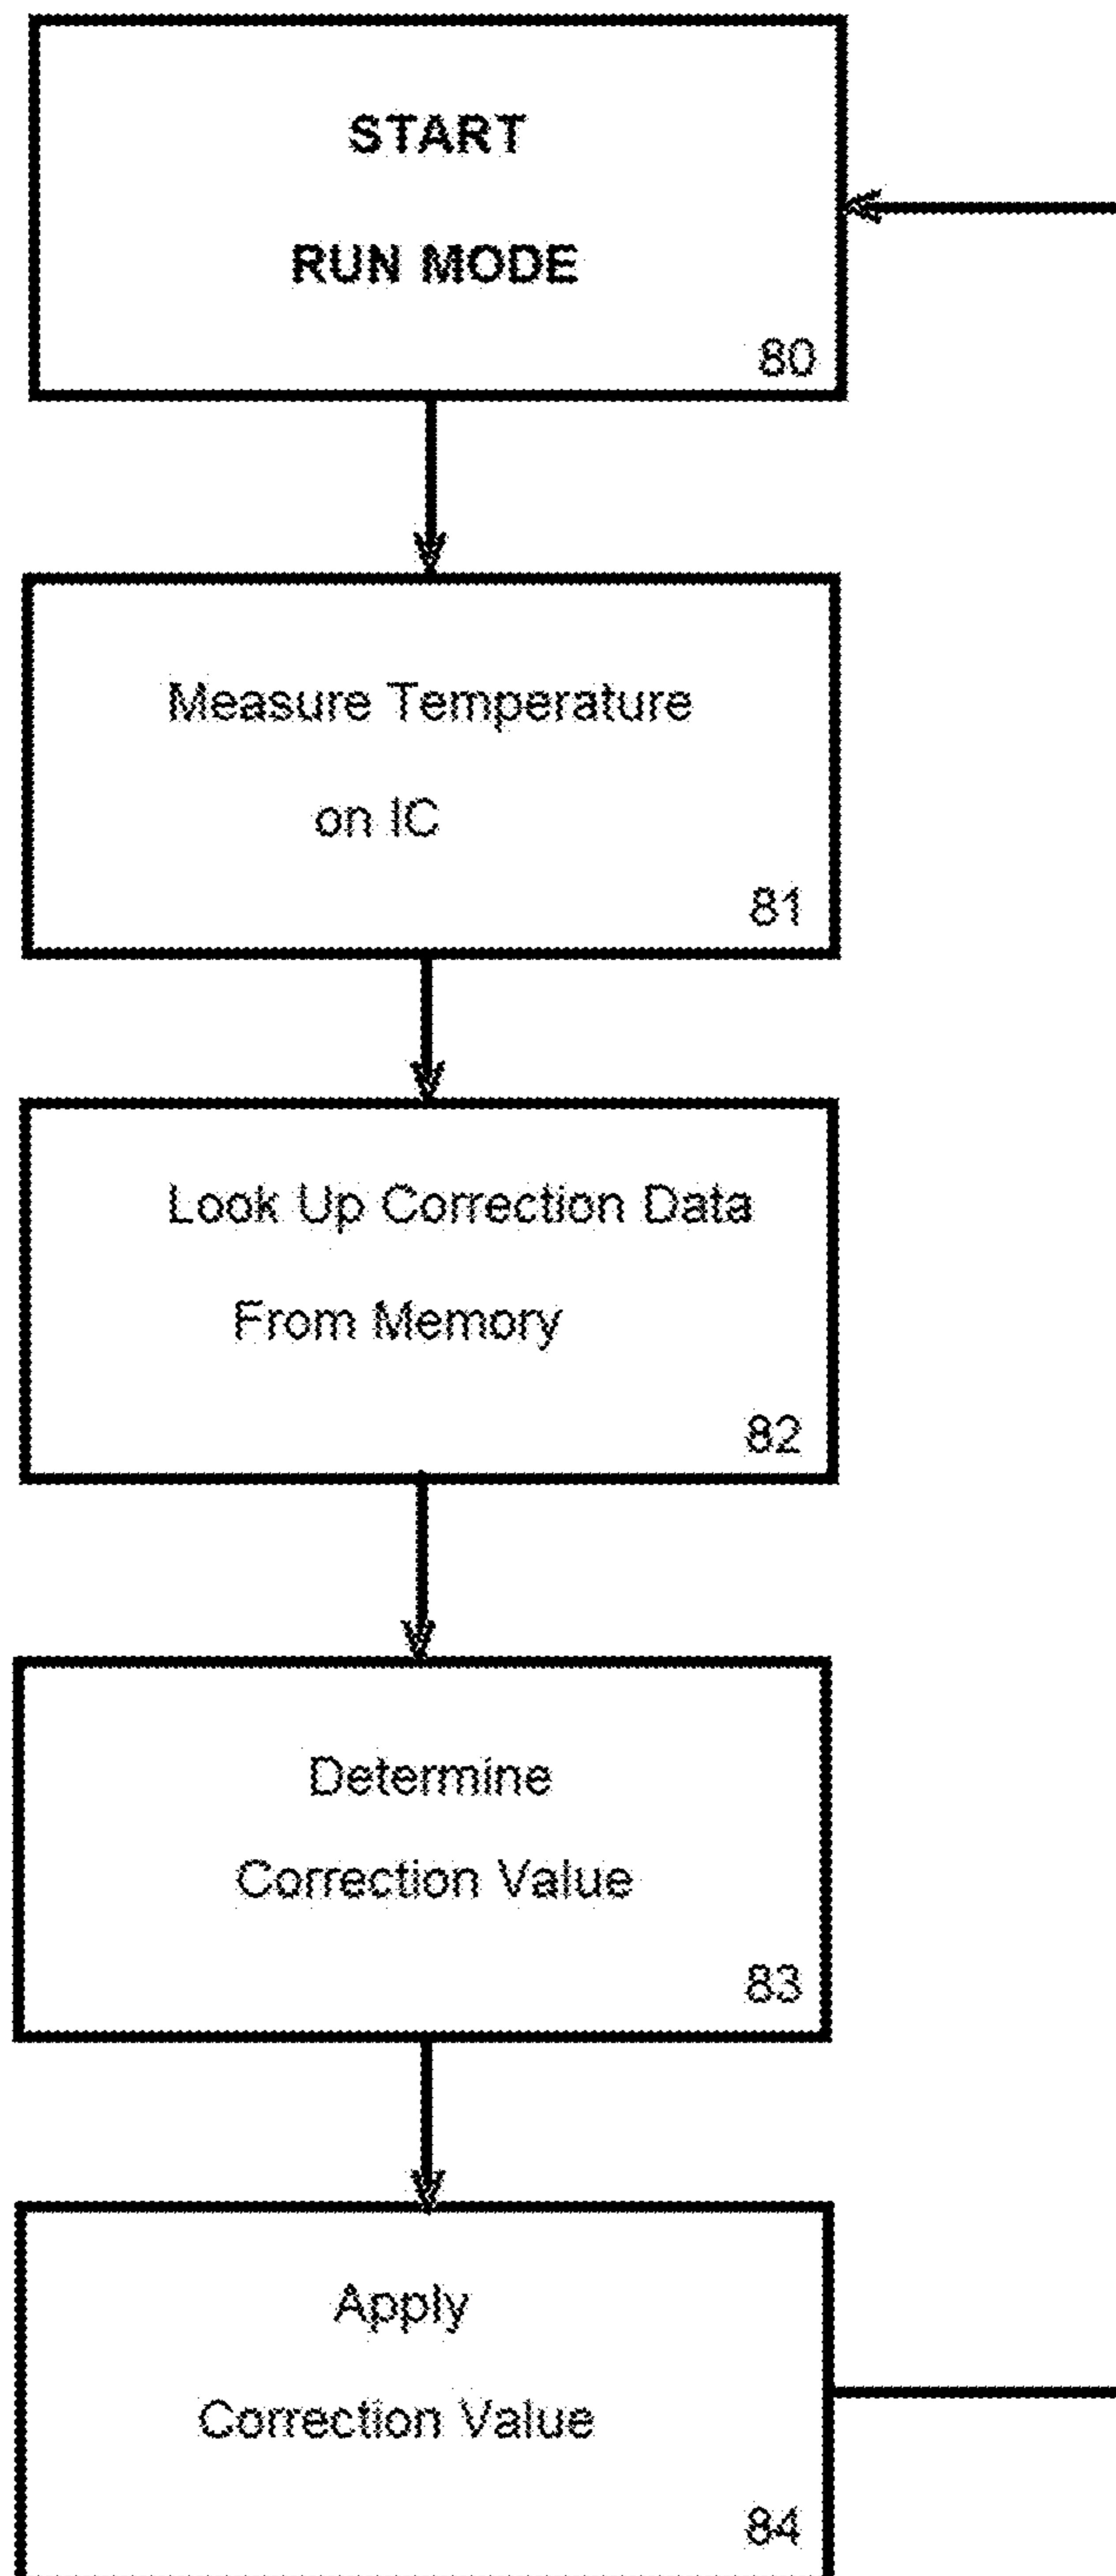 START
RUN MODE
80
Measure Temperature
on IC
81
Look Up Correction Data
From Memory
82
Determine
Correction Value
83
Apply
Correction Value
84